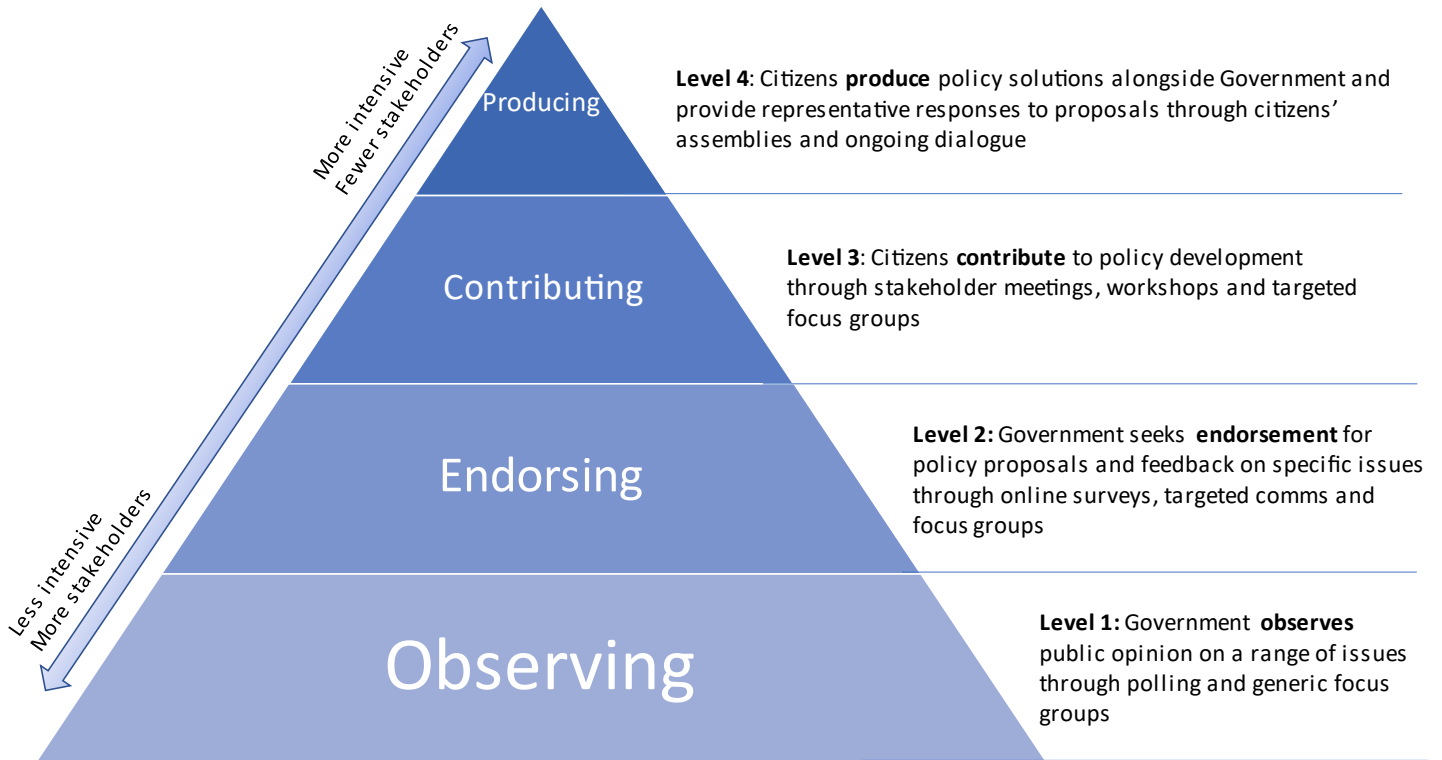 More intensive
Fewer stakeholders
Producing
Level 4: Citizens produce policy solutions alongside Government and
provide representative responses to proposals through citizens’
assemblies and ongoing dialogue
Contributing
Level 3: Citizens contribute to policy development
through stakeholder meetings, workshops and targeted
focus groups
Endorsing
Level 2: Government seeks endorsement for
policy proposals and feedback on specific issues
through online surveys, targeted comms and
focus groups
Less intensive
More stakeholders
Observing
Level 1: Government observes
public opinion on a range of issues
through polling and generic focus
groups